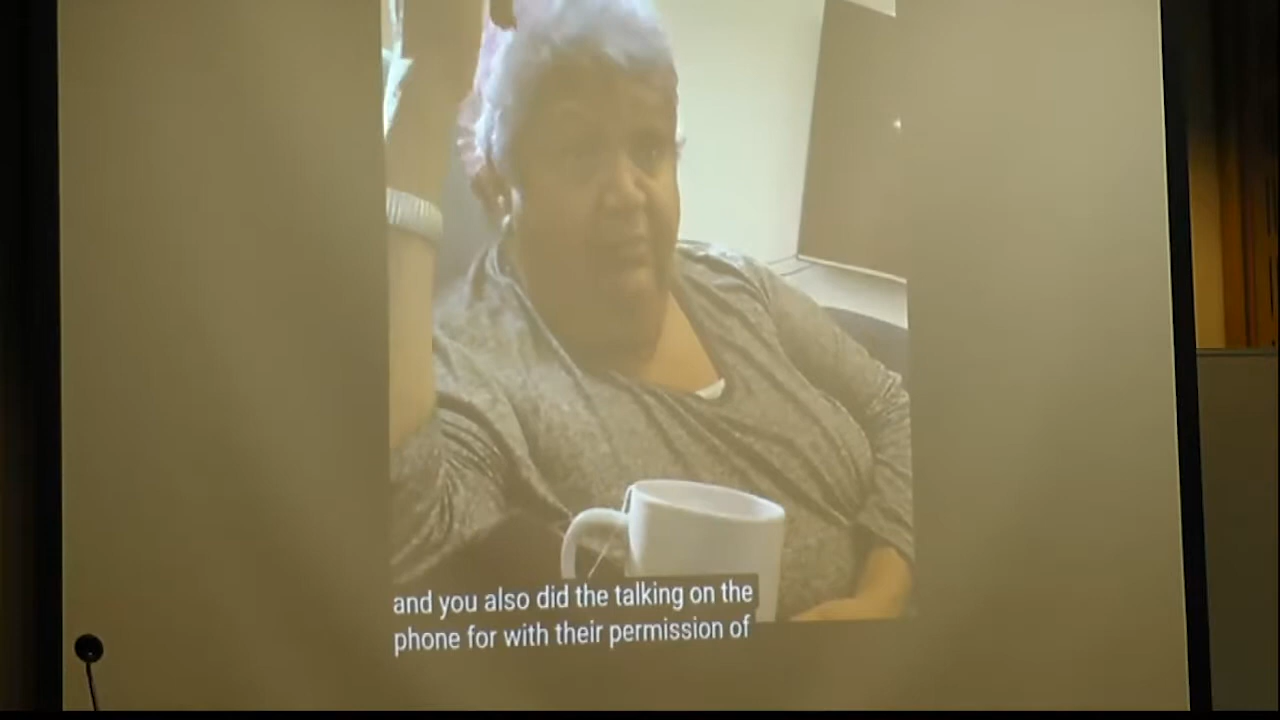 and you also did the talking on the
phone for with their permission of